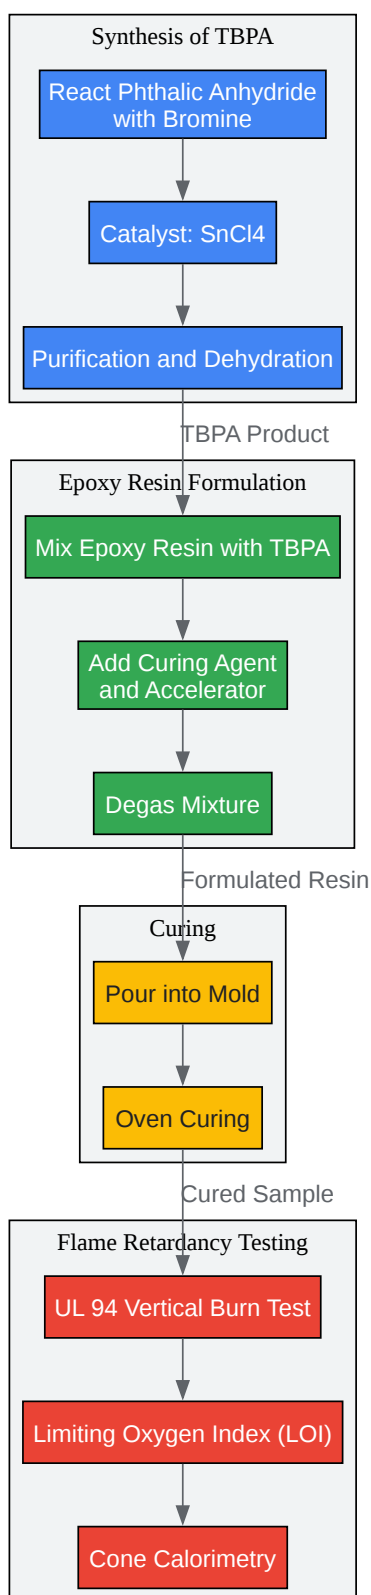 Synthesis of TBPA
React Phthalic Anhydride
with Bromine
Catalyst: SnCl4
Purification and Dehydration
TBPA Product
Epoxy Resin Formulation
Mix Epoxy Resin with TBPA
Add Curing Agent
and Accelerator
Degas Mixture
Formulated Resin
Curing
Pour into Mold
Oven Curing
Cured Sample
Flame Retardancy Testing
UL 94 Vertical Burn Test
Limiting Oxygen Index (LOI)
Cone Calorimetry